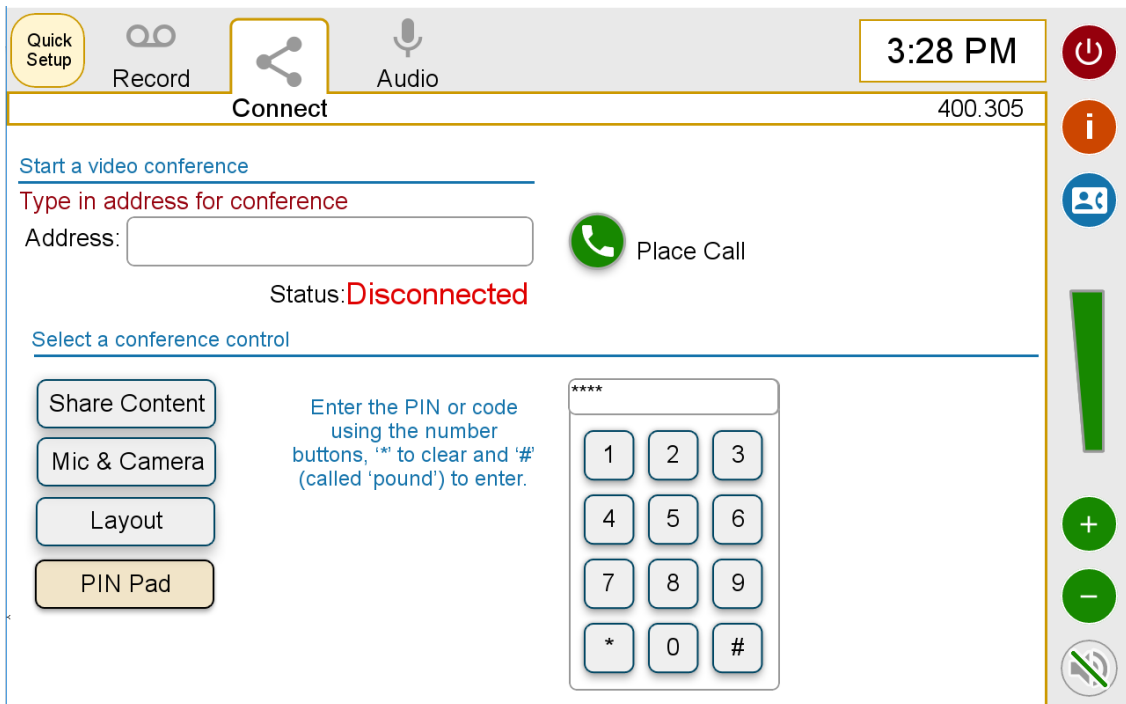 Quick
Setup
Record
Audio
3:28 PM
Connect
400.305
Start a video conference
Type in address for conference
Address:
Place Call
Status:Disconnected
Select a conference control
Share Content
Mic & Camera
Layout
PIN Pad
Enter the PIN or code
using the number
buttons, ‘*’ to clear and ‘#’
(called ‘pound’) to enter.
****
1 2 3
4 5 6
7 8 9
* 0 #
i
+
−